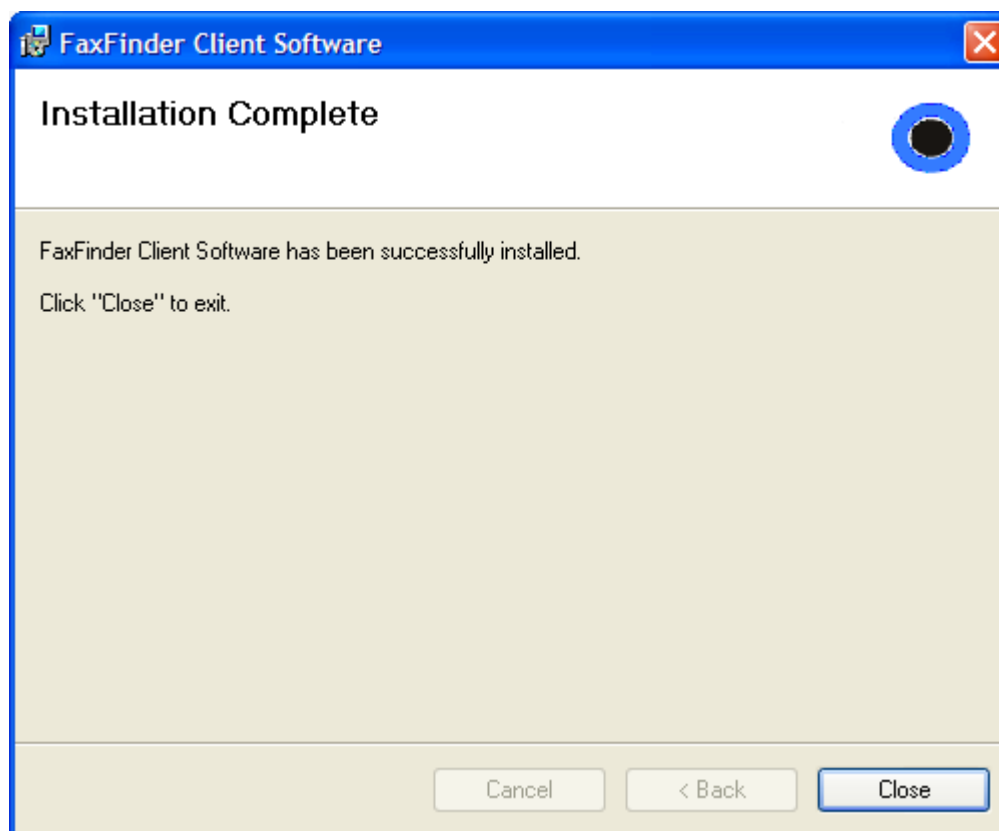 FaxFinder Client Software
Installation Complete
FaxFinder Client Software has been successfully installed.
Click "Close" to exit.
Cancel
< Back
Close